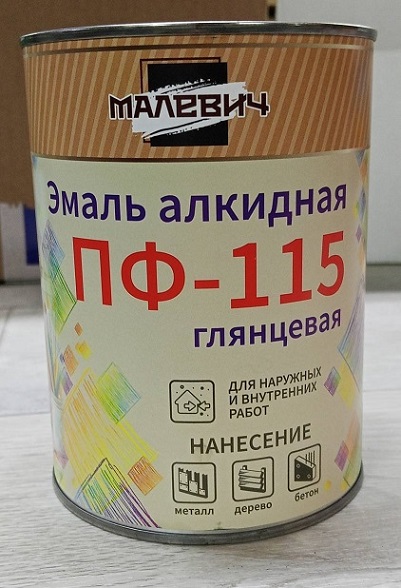 МАЛЕВИЧ
Эмаль алкидная
ПФ-115
глянцевая
ДЛЯ НАРУЖНЫХ
И ВНУТРЕННИХ
РАБОТ
НАНЕСЕНИЕ
металл дерево бетон